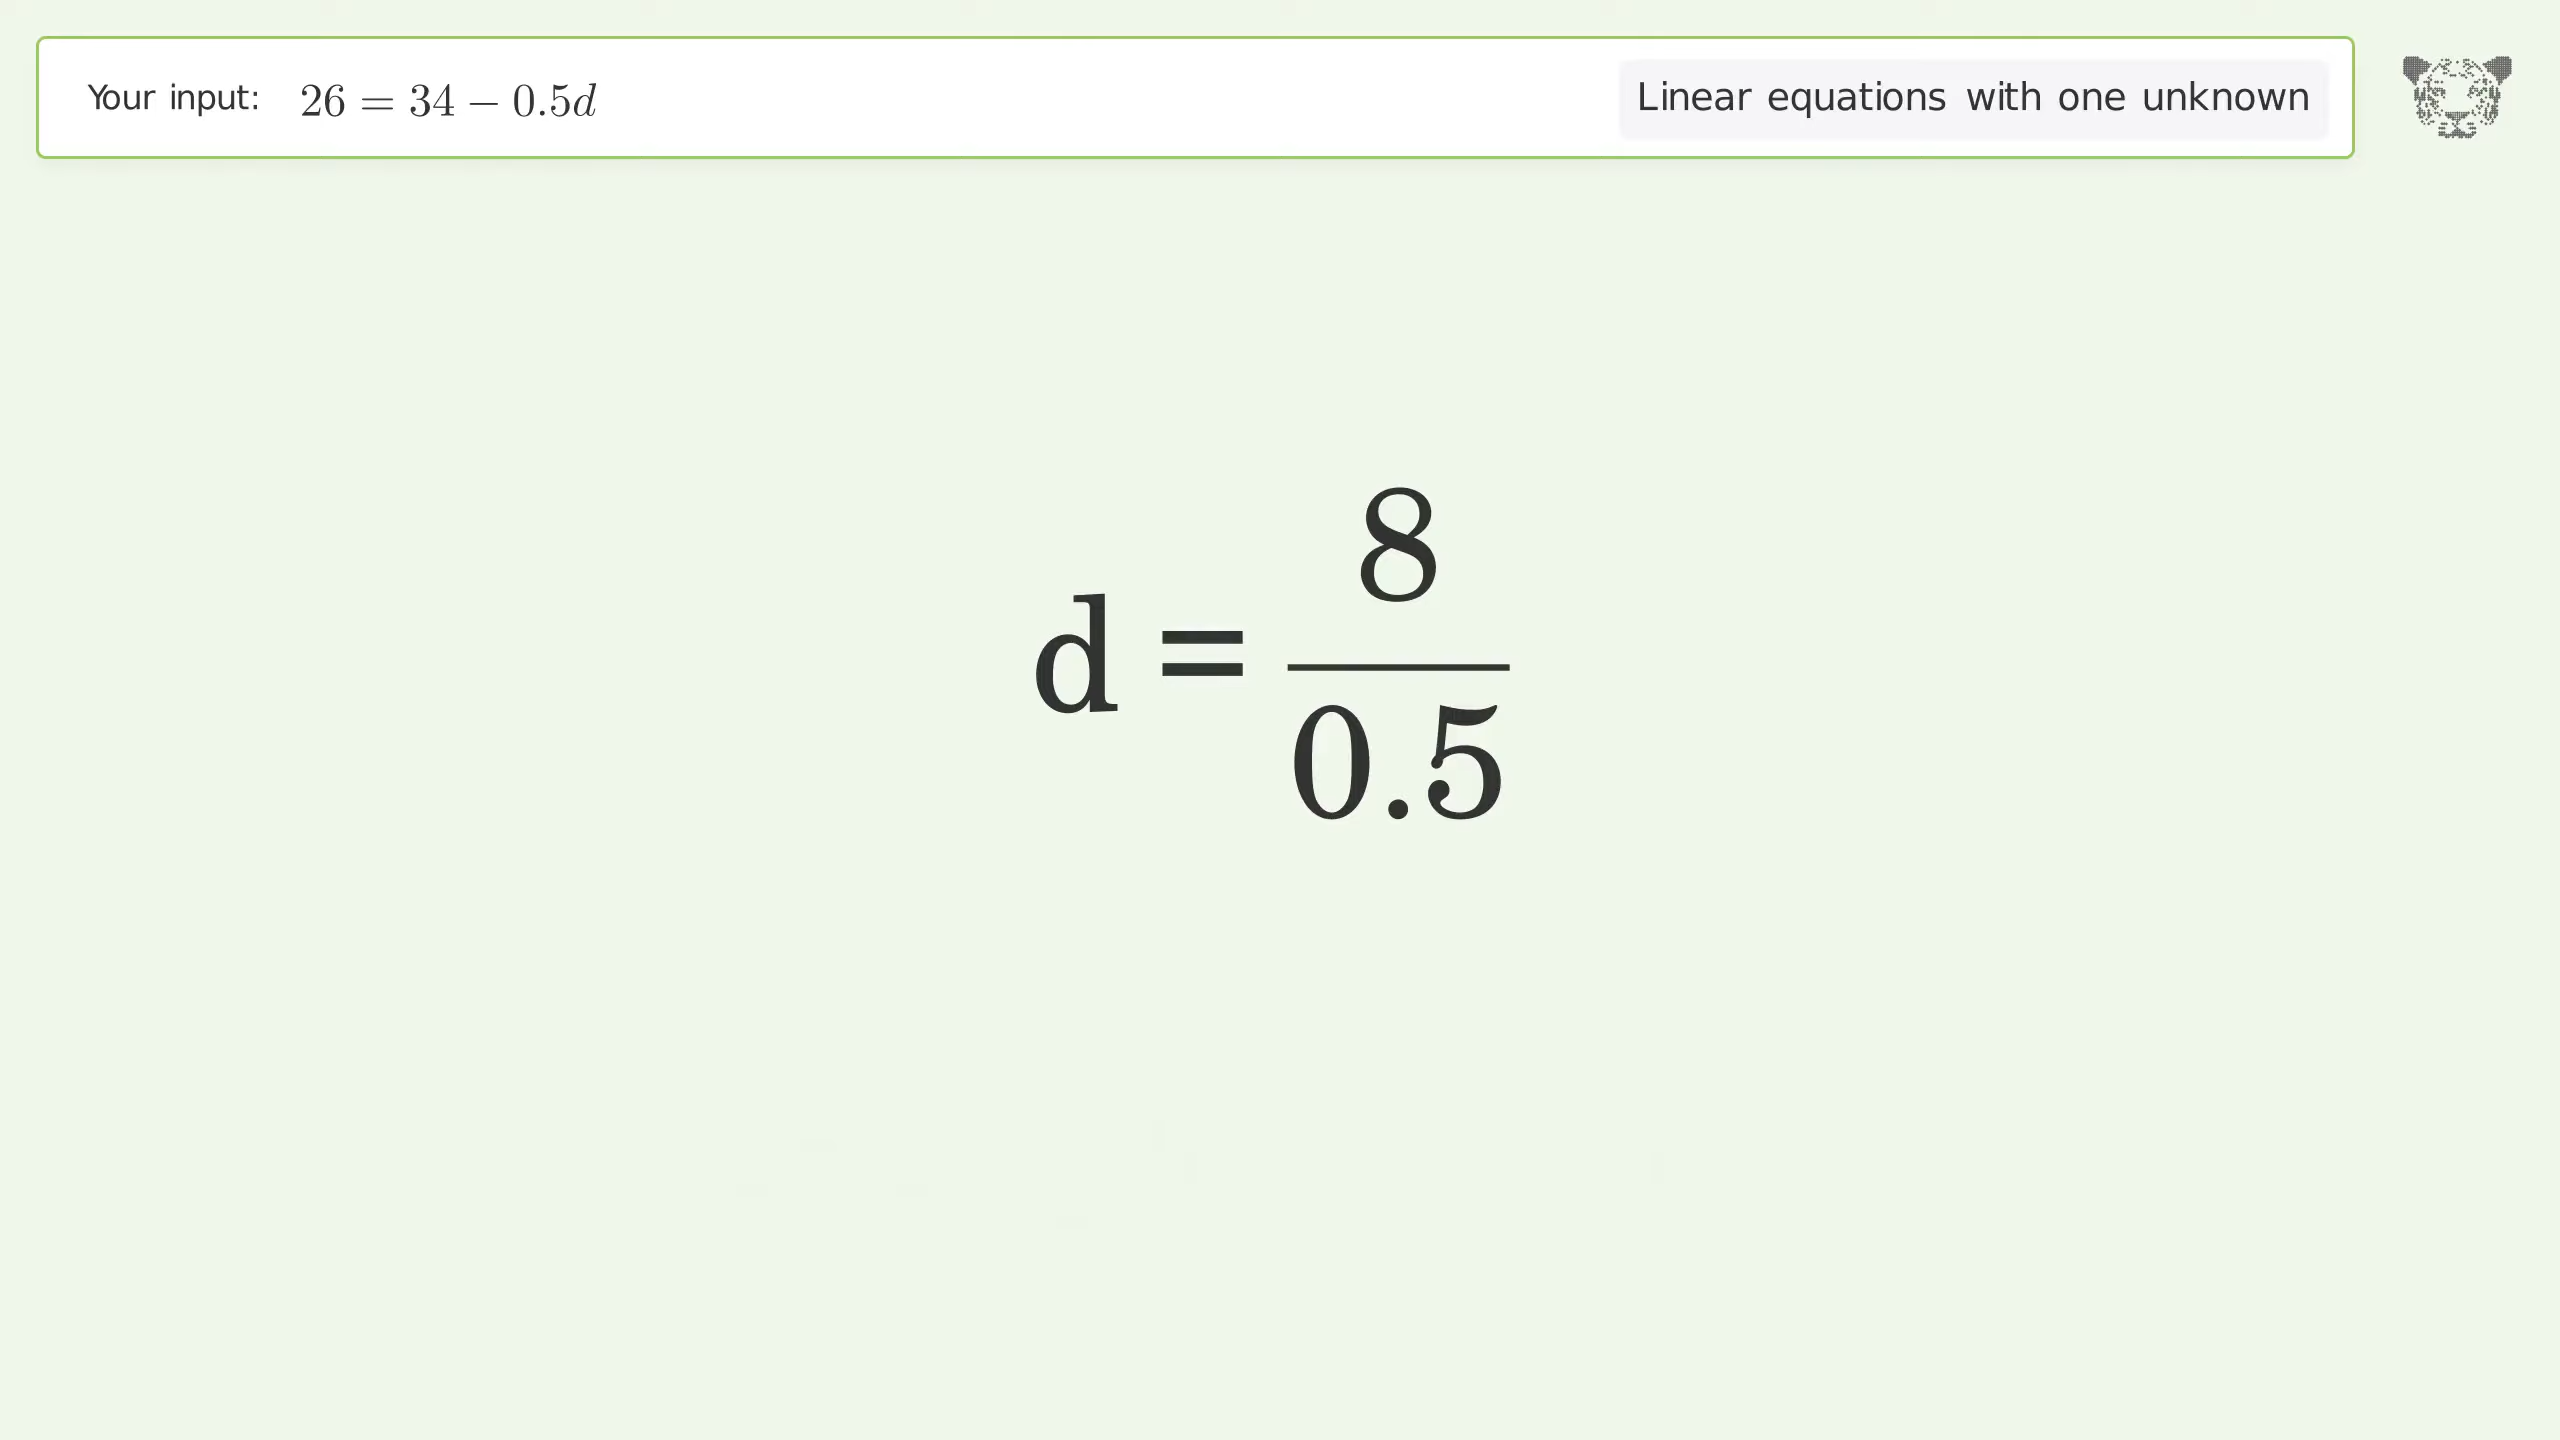 Your input: 26 = 34 − 0.5d
Linear equations with one unknown
d = 8/0.5